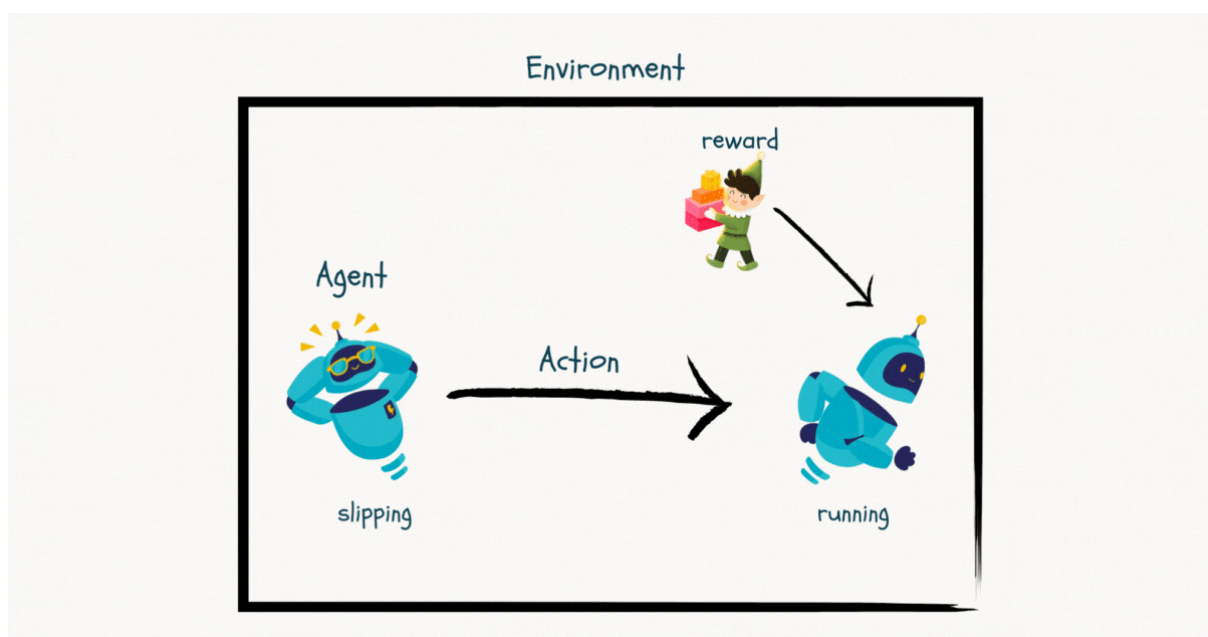 Environment
reward
Agent
Action
slipping
running